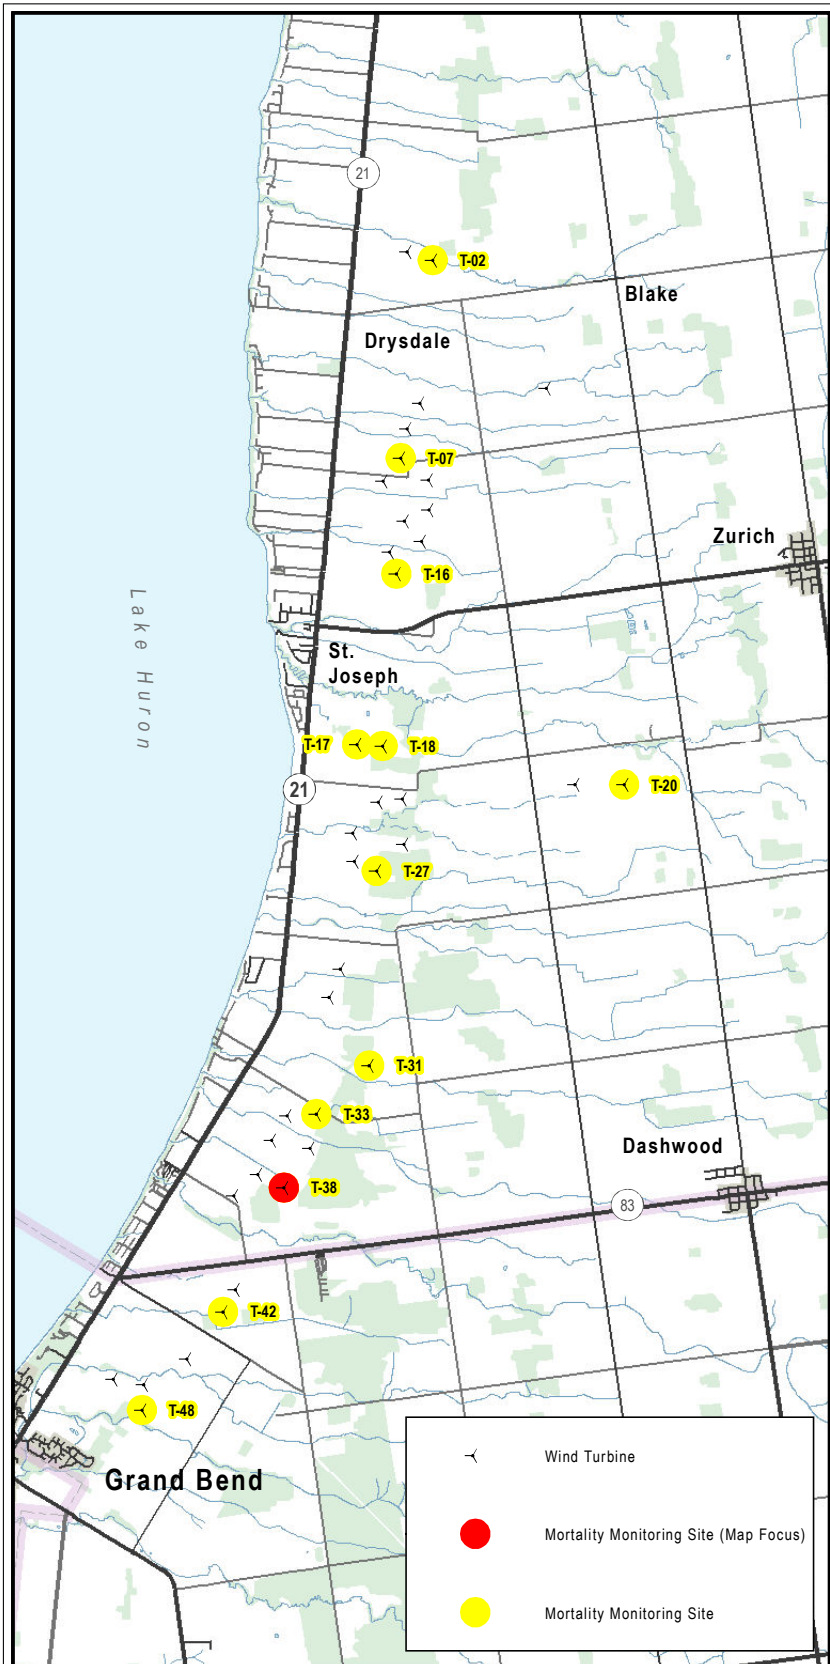 21
T-02
Blake
Drysdale
T-07
Zurich
T-16
Lake Huron
St.
Joseph
T-17
T-18
21
T-20
T-27
T-31
T-33
Dashwood
T-38
83
T-42
T-48
Grand Bend
Wind Turbine
Mortality Monitoring Site (Map Focus)
Mortality Monitoring Site